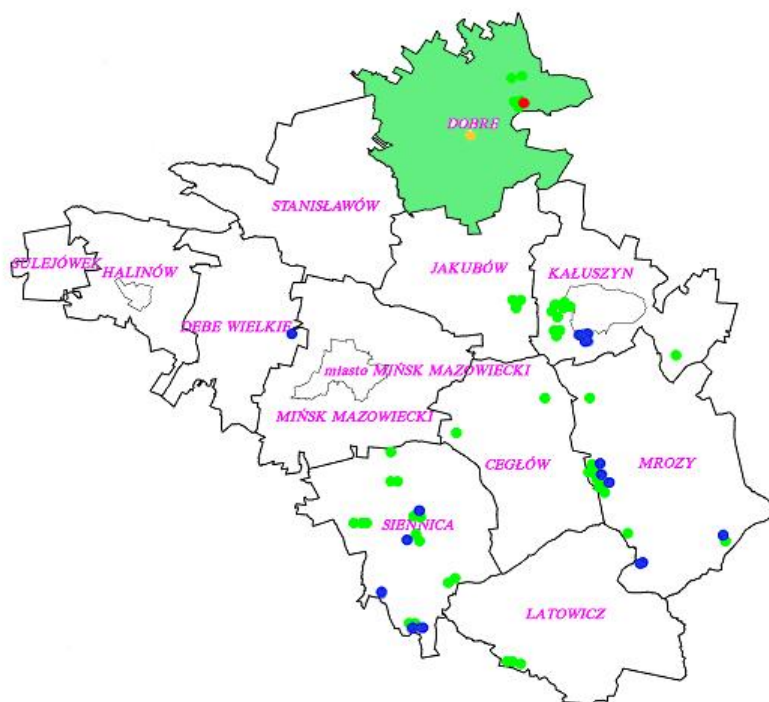 DOBRE
STANISŁAWÓW
JAKUBÓW
KAŁUSZYN
SULEJÓWEK
HALINÓW
DĘBE WIELKIE
miasto MIŃSK MAZOWIECKI
MIŃSK MAZOWIECKI
CEGŁÓW
MROZY
SIENNICA
LATOWICZ